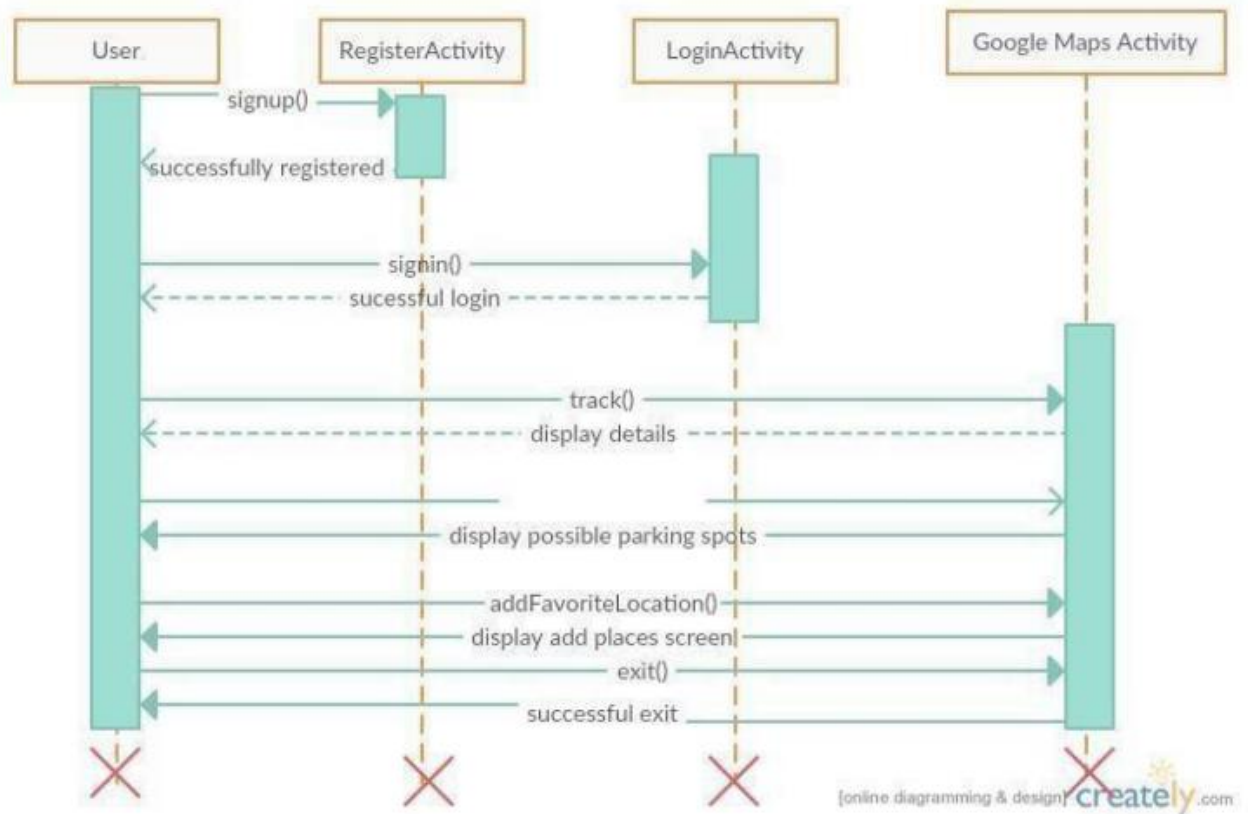 User
RegisterActivity
LoginActivity
Google Maps Activity
signup()
successfully registered
signin()
sucessful login
track()
display details
display possible parking spots
addFavoriteLocation()
display add places screen
exit()
successful exit
[online diagramming & design] creately.com